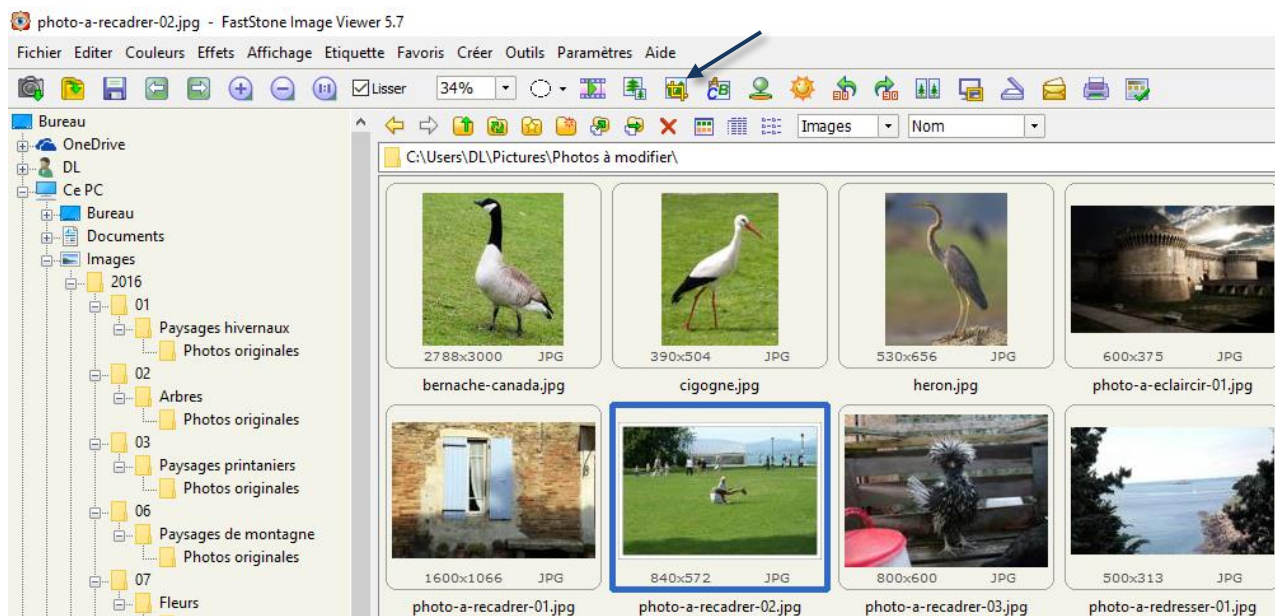 photo-a-recadrer-02.jpg - FastStone Image Viewer 5.7
Fichier Editer Couleurs Effets Affichage Etiquette Favoris Créer Outils Paramètres Aide
1:1 Lisser 34% CB
Bureau
OneDrive
DL
Ce PC
Bureau
Documents
Images
2016
01
Paysages hivernaux
Photos originales
02
Arbres
Photos originales
03
Paysages printaniers
Photos originales
06
Paysages de montagne
Photos originales
07
Fleurs
Images Nom
C:\Users\DL\Pictures\Photos à modifier\
2788x3000 JPG 390x504 JPG 530x656 JPG 600x375 JPG
bernache-canada.jpg cigogne.jpg heron.jpg photo-a-eclaircir-01.jpg
1600x1066 JPG 840x572 JPG 800x600 JPG 500x313 JPG
photo-a-recadrer-01.jpg photo-a-recadrer-02.jpg photo-a-recadrer-03.jpg photo-a-redresser-01.jpg